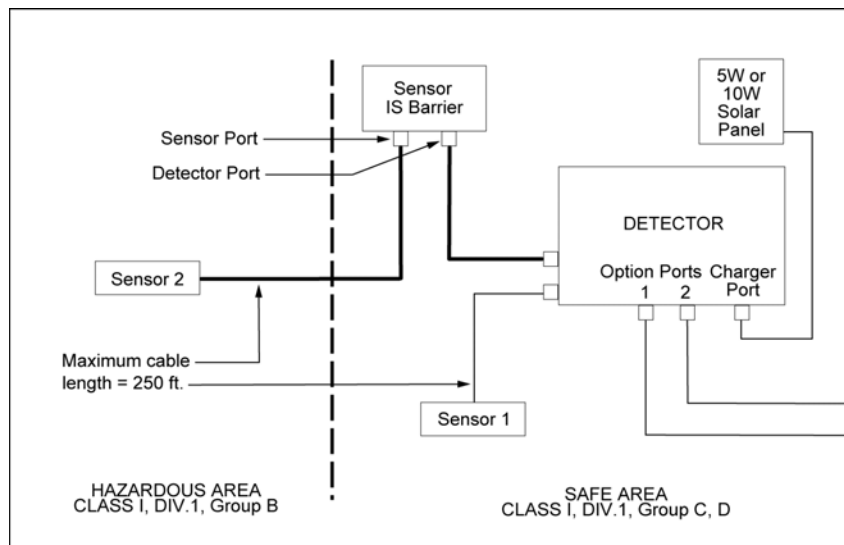 Sensor
IS Barrier
5W or
10W
Solar
Panel
Sensor Port
Detector Port
DETECTOR
Option Ports
1 2
Charger
Port
Sensor 2
Maximum cable
length = 250 ft.
Sensor 1
HAZARDOUS AREA
CLASS I, DIV.1, Group B
SAFE AREA
CLASS I, DIV.1, Group C, D